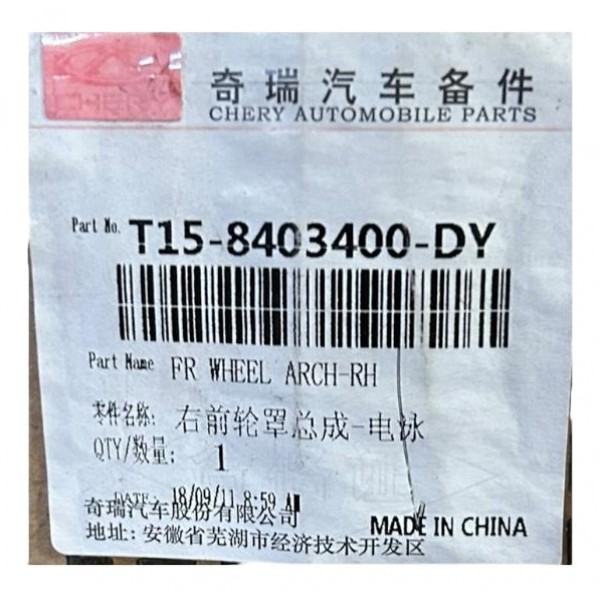 CHERY
奇瑞汽车备件
CHERY AUTOMOBILE PARTS
Part No. T15-8403400-DY
Part Name FR WHEEL ARCH-RH
零件名称: 右前轮罩总成-电泳
QTY/数量: 1
DATE: 18/09/11 8:59 AM
奇瑞汽车股份有限公司
MADE IN CHINA
地址: 安徽省芜湖市经济技术开发区